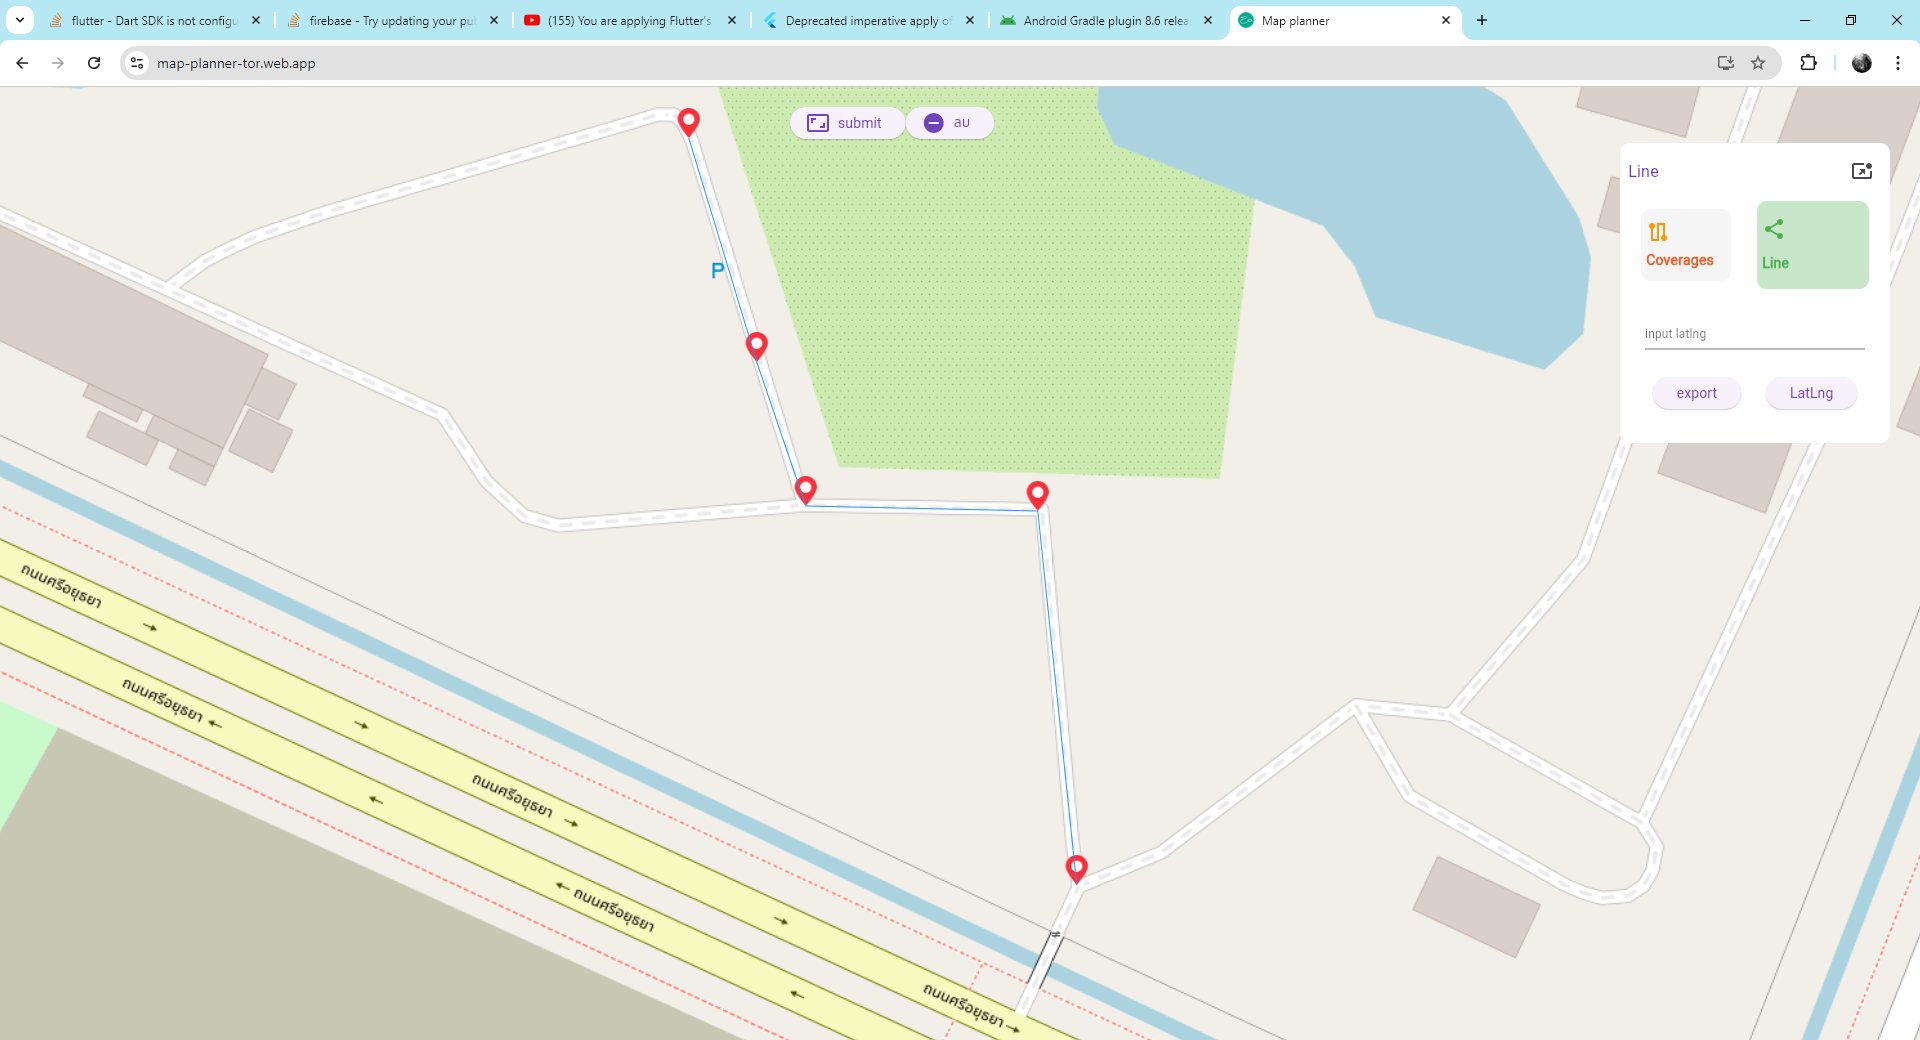 flutter - Dart SDK is not configu
firebase - Try updating your pu
(155) You are applying Flutter's
Deprecated imperative apply of
Android Gradle plugin 8.6 relea
Map planner
map-planner-tor.web.app
submit
ลบ
Line
Coverages
Line
input latlng
export
LatLng
P
ถนนศรีอยุธยา
ถนนศรีอยุธยา
ถนนศรีอยุธยา
ถนนศรีอยุธยา
ถนนศรีอยุธยา